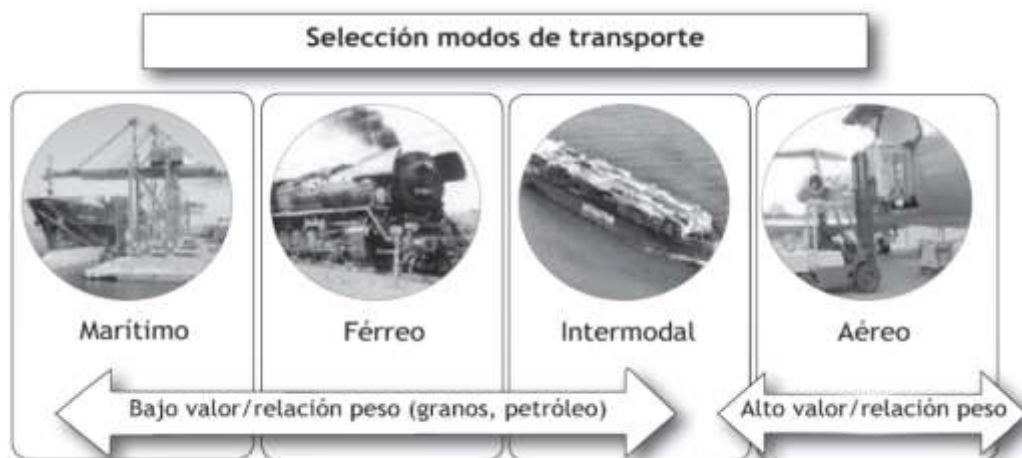 Selección modos de transporte
Marítimo
Férreo
Intermodal
Aéreo
Bajo valor/relación peso (granos, petróleo)
Alto valor/relación peso